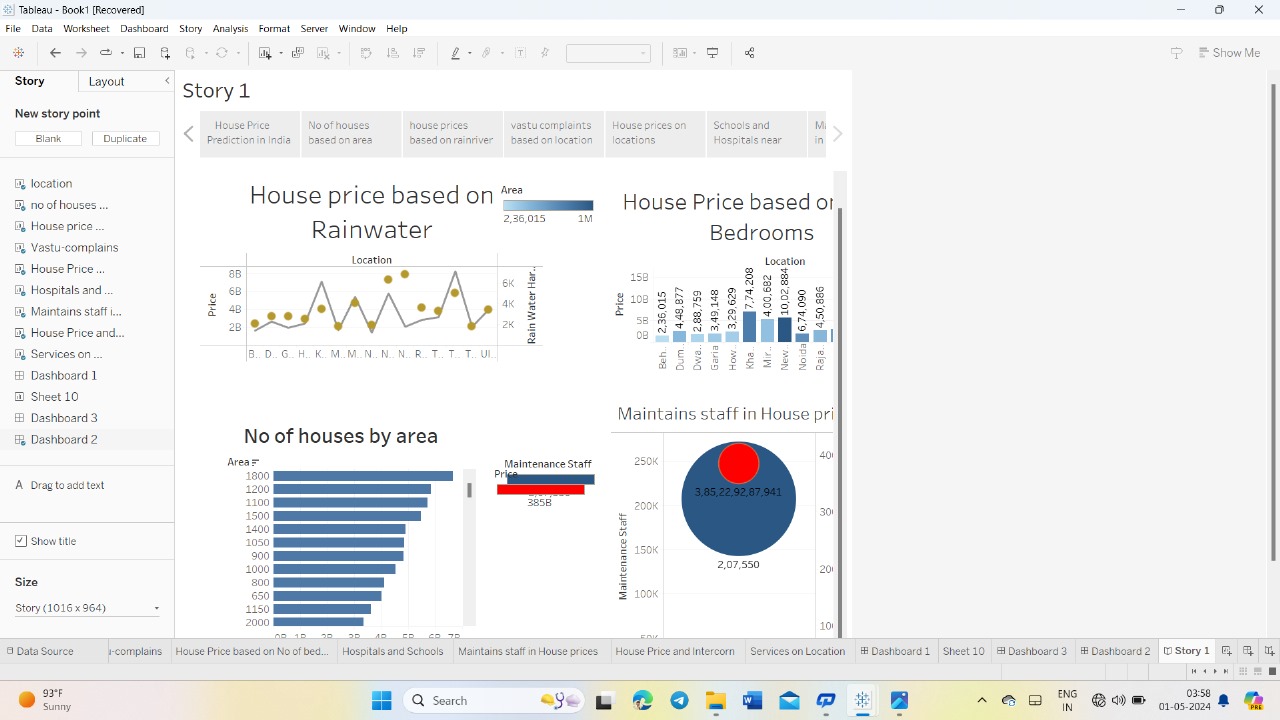 Tableau - Book1 [Recovered]
File Data Worksheet Dashboard Story Analysis Format Server Window Help
Show Me
Story Layout
New story point
Blank Duplicate
location
no of houses ...
House price ...
Vastu-complains
House Price ...
Hospitals and ...
Maintains staff i...
House Price and...
Services on ...
Dashboard 1
Sheet 10
Dashboard 3
Dashboard 2
A Drag to add text
Show title
Size
Story (1016 x 964)
Story 1
House Price
Prediction in India
No of houses
based on area
house prices
based on rainriver
vastu complaints
based on location
House prices on
locations
Schools and
Hospitals near
in
House price based on
Rainwater
Location
Price
8B
6B
4B
2B
6K
4K
2K
Rain Water Har..
B.. D.. G.. H.. K.. M.. M.. N.. N.. N.. R.. T.. T.. T.. Ul..
Area
2,36,015 1M
House Price based on
Bedrooms
Location
Price
15B
10B
5B
0B
2,36,015
4,48,877
2,88,759
3,49,148
3,29,629
7,74,208
4,00,682
10,02,884
6,74,090
4,50,886
Beh..
Dum..
Dwa..
Garia
How..
Kha..
Mir..
New..
Noida
Raja..
No of houses by area
Area
1800
1200
1100
1500
1400
1050
900
1000
800
650
1150
2000
0B 1B 2B 3B 4B 5B 6B 7B
Maintenance Staff
Price
385B
Maintains staff in House pri
Maintenance Staff
250K
200K
150K
100K
50K
3,85,22,92,87,941
2,07,550
Data Source
-complains
House Price based on No of bed...
Hospitals and Schools
Maintains staff in House prices
House Price and Intercorn
Services on Location
Dashboard 1
Sheet 10
Dashboard 3
Dashboard 2
Story 1
93°F
Sunny
Search
ENG
IN
03:58
01-05-2024